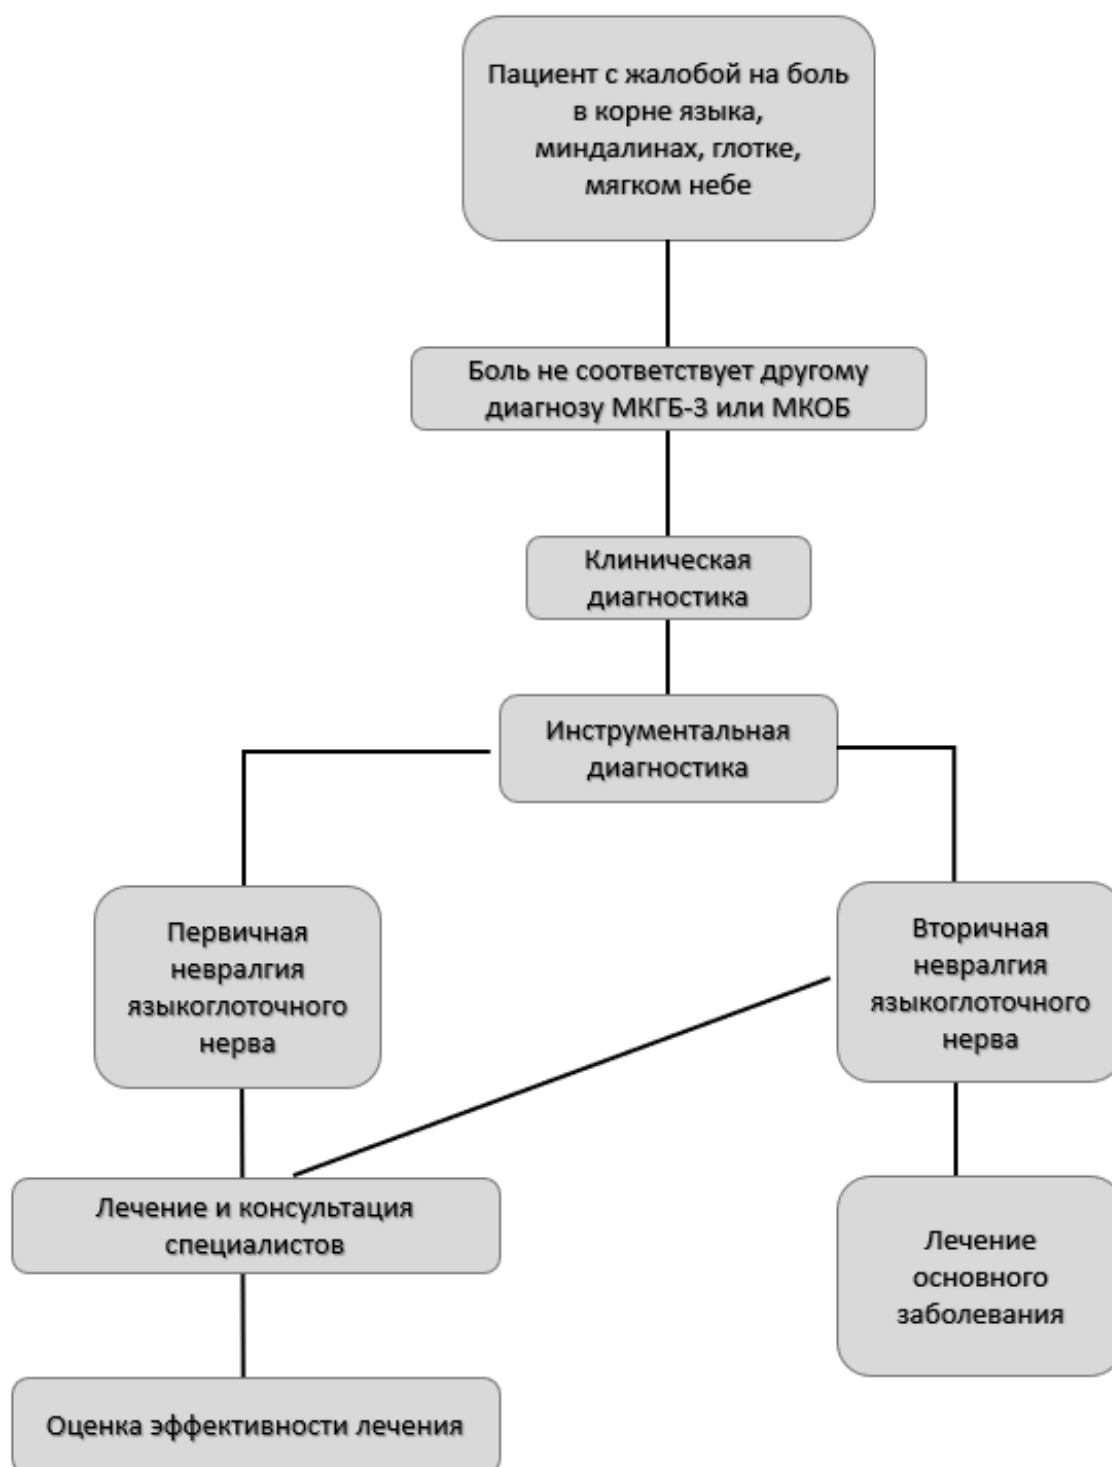 Пациент с жалобой на боль
в корне языка,
миндалинах, глотке,
мягком небе
Боль не соответствует другому
диагнозу МКГБ-3 или МКОБ
Клиническая
диагностика
Инструментальная
диагностика
Первичная
невралгия
языкоглоточного
нерва
Вторичная
невралгия
языкоглоточного
нерва
Лечение и консультация
специалистов
Лечение
основного
заболевания
Оценка эффективности лечения